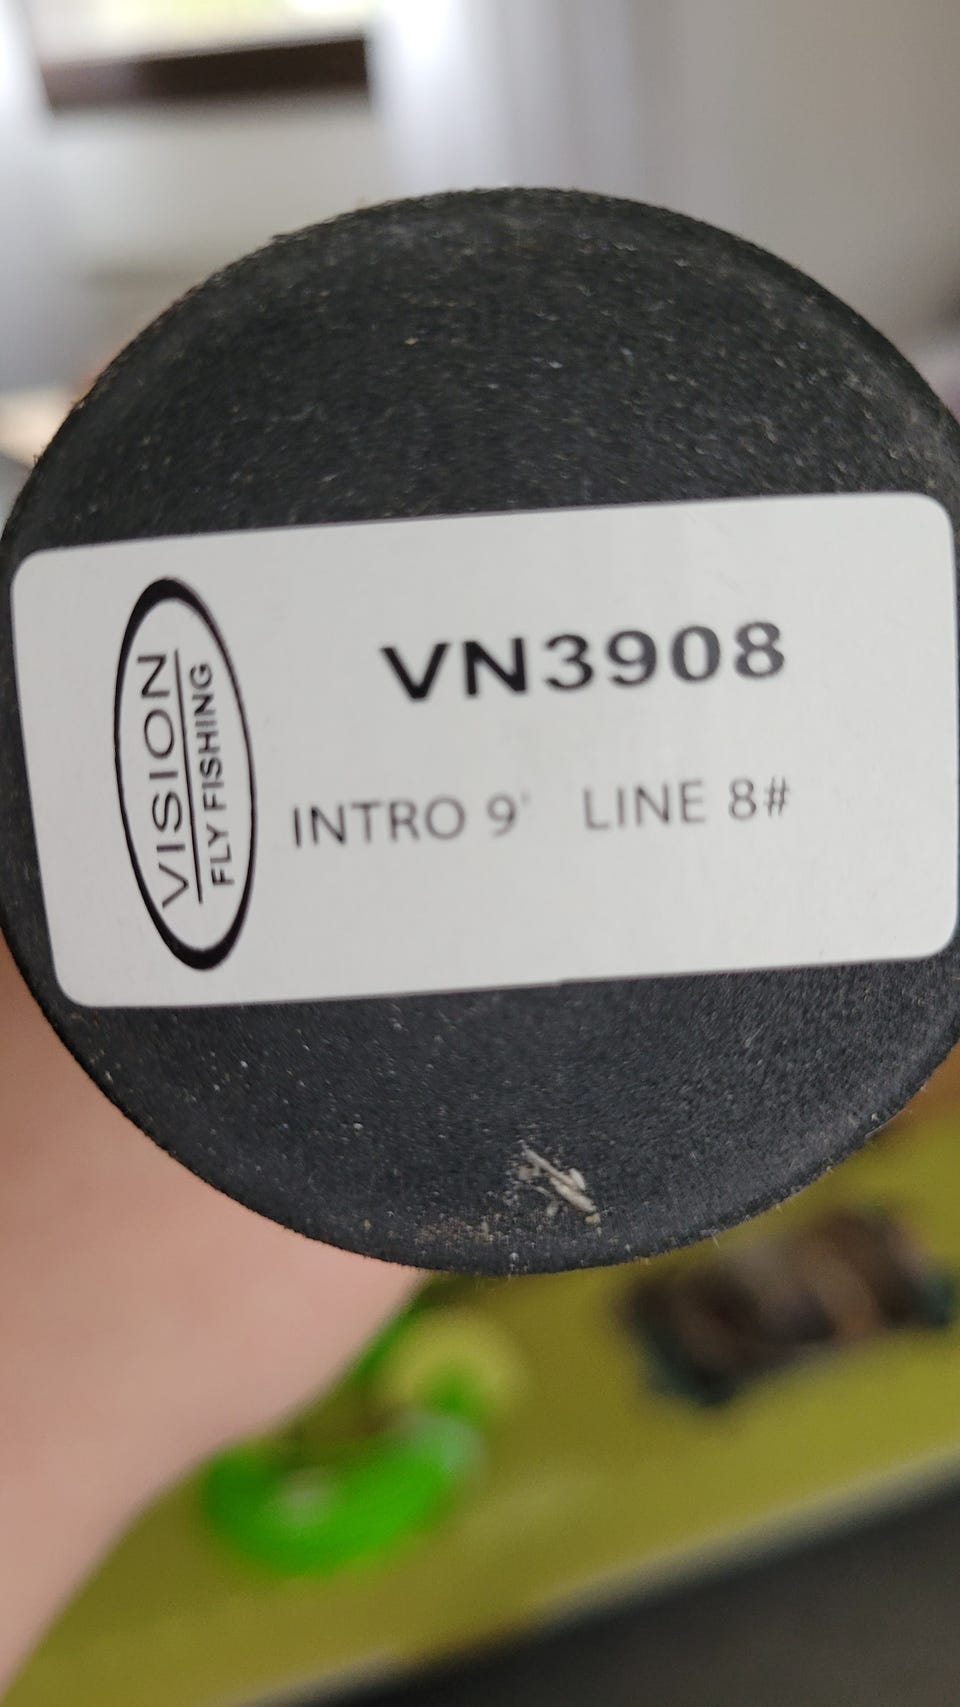 VISION
FLY FISHING
VN3908
INTRO 9' LINE 8#